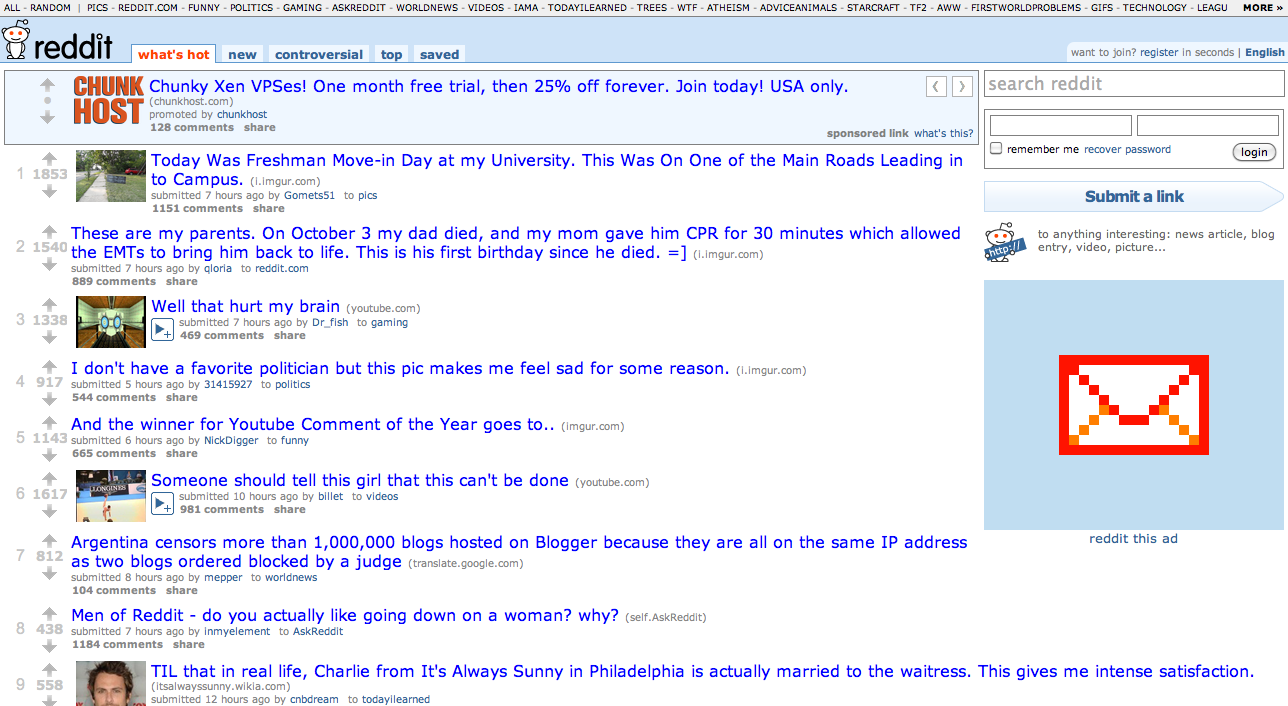 ALL - RANDOM | PICS - REDDIT.COM - FUNNY - POLITICS - GAMING - ASKREDDIT - WORLDNEWS - VIDEOS - IAMA - TODAYILEARNED - TREES - WTF - ATHEISM - ADVICEANIMALS - STARCRAFT - TF2 - AWW - FIRSTWORLDPROBLEMS - GIFS - TECHNOLOGY - LEAGU MORE »
reddit what's hot new controversial top saved
want to join? register in seconds | English
CHUNK HOST
Chunky Xen VPSes! One month free trial, then 25% off forever. Join today! USA only.
(chunkhost.com)
promoted by chunkhost
128 comments share
sponsored link what's this?
search reddit
remember me recover password login
Submit a link
http://
to anything interesting: news article, blog
entry, video, picture...
reddit this ad
1 1853
Today Was Freshman Move-in Day at my University. This Was On One of the Main Roads Leading in
to Campus. (i.imgur.com)
submitted 7 hours ago by Gomets51 to pics
1151 comments share
2 1540
These are my parents. On October 3 my dad died, and my mom gave him CPR for 30 minutes which allowed
the EMTs to bring him back to life. This is his first birthday since he died. =] (i.imgur.com)
submitted 7 hours ago by qloria to reddit.com
889 comments share
3 1338
Well that hurt my brain (youtube.com)
submitted 7 hours ago by Dr_fish to gaming
469 comments share
4 917
I don't have a favorite politician but this pic makes me feel sad for some reason. (i.imgur.com)
submitted 5 hours ago by 31415927 to politics
544 comments share
5 1143
And the winner for Youtube Comment of the Year goes to.. (imgur.com)
submitted 6 hours ago by NickDigger to funny
665 comments share
6 1617
LONGINES
Someone should tell this girl that this can't be done (youtube.com)
submitted 10 hours ago by billet to videos
981 comments share
7 812
Argentina censors more than 1,000,000 blogs hosted on Blogger because they are all on the same IP address
as two blogs ordered blocked by a judge (translate.google.com)
submitted 8 hours ago by mepper to worldnews
104 comments share
8 438
Men of Reddit - do you actually like going down on a woman? why? (self.AskReddit)
submitted 7 hours ago by inmyelement to AskReddit
1184 comments share
9 558
TIL that in real life, Charlie from It's Always Sunny in Philadelphia is actually married to the waitress. This gives me intense satisfaction.
(itsalwayssunny.wikia.com)
submitted 12 hours ago by cnbdream to todayilearned